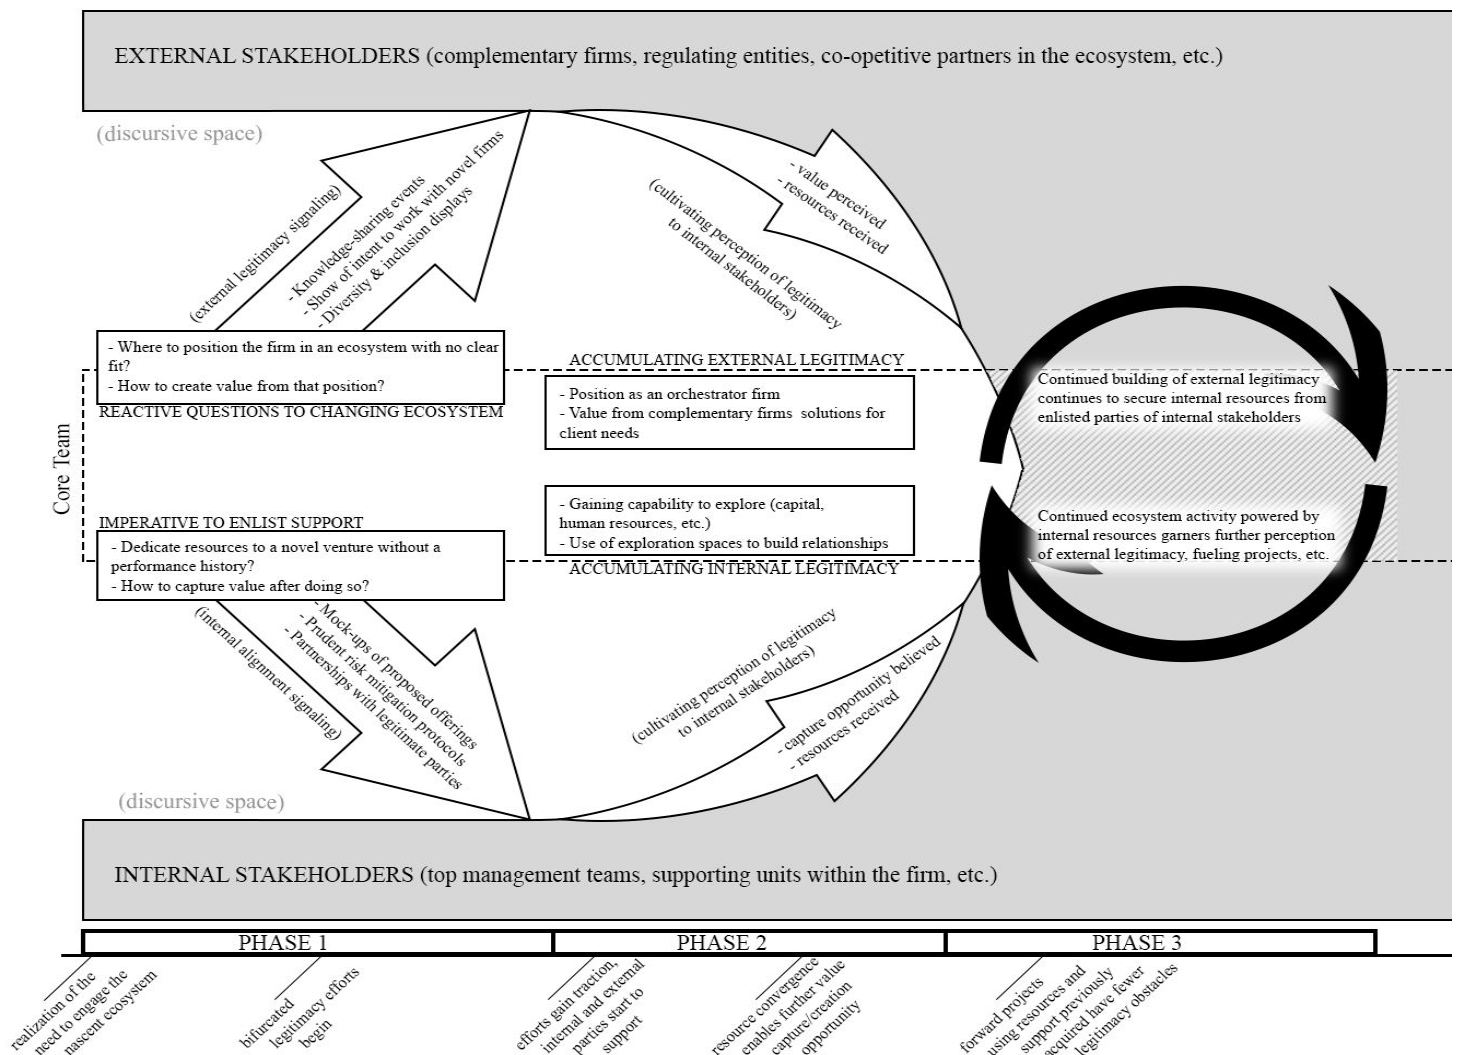 EXTERNAL STAKEHOLDERS (complementary firms, regulating entities, co-opetitive partners in the ecosystem, etc.)
(discursive space)
(external legitimacy signaling)
- Knowledge-sharing events
- Show of intent to work with novel firms
- Diversity & inclusion displays
- value perceived
- resources received
(cultivating perception of legitimacy
to internal stakeholders)
- Where to position the firm in an ecosystem with no clear
fit?
- How to create value from that position?
REACTIVE QUESTIONS TO CHANGING ECOSYSTEM
ACCUMULATING EXTERNAL LEGITIMACY
- Position as an orchestrator firm
- Value from complementary firms solutions for
client needs
Continued building of external legitimacy
continues to secure internal resources from
enlisted parties of internal stakeholders
Core Team
IMPERATIVE TO ENLIST SUPPORT
- Dedicate resources to a novel venture without a
performance history?
- How to capture value after doing so?
- Gaining capability to explore (capital,
human resources, etc.)
- Use of exploration spaces to build relationships
ACCUMULATING INTERNAL LEGITIMACY
Continued ecosystem activity powered by
internal resources garners further perception
of external legitimacy, fueling projects, etc.
(internal alignment signaling)
- Mock-ups of proposed offerings
- Prudent risk mitigation protocols
- Partnerships with legitimate parties
(cultivating perception of legitimacy
to internal stakeholders)
- capture opportunity believed
- resources received
(discursive space)
INTERNAL STAKEHOLDERS (top management teams, supporting units within the firm, etc.)
PHASE 1
PHASE 2
PHASE 3
realization of the
need to engage the
nascent ecosystem
bifurcated
legitimacy efforts
begin
efforts gain traction,
internal and external
parties start to
support
resource convergence
enables further value
capture/creation
opportunity
forward projects
using resources and
support previously
acquired have fewer
legitimacy obstacles